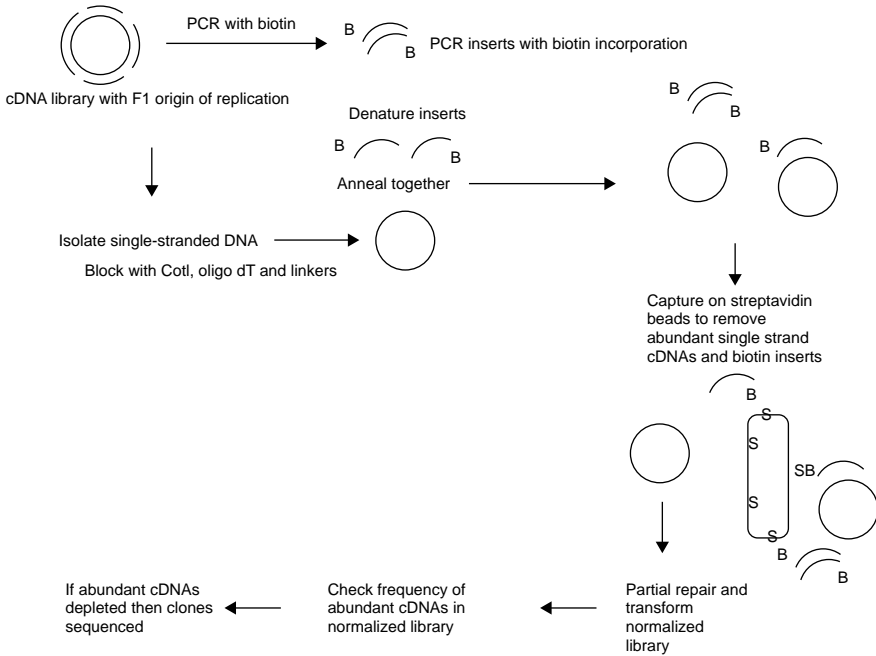 PCR with biotin
B
B
PCR inserts with biotin incorporation
cDNA library with F1 origin of replication
Denature inserts
B
B
Anneal together
B
B
B
Isolate single-stranded DNA
Block with Cotl, oligo dT and linkers
Capture on streptavidin
beads to remove
abundant single strand
cDNAs and biotin inserts
B
S
S
SB
S
S
B
B
Partial repair and
transform
normalized
library
Check frequency of
abundant cDNAs in
normalized library
If abundant cDNAs
depleted then clones
sequenced